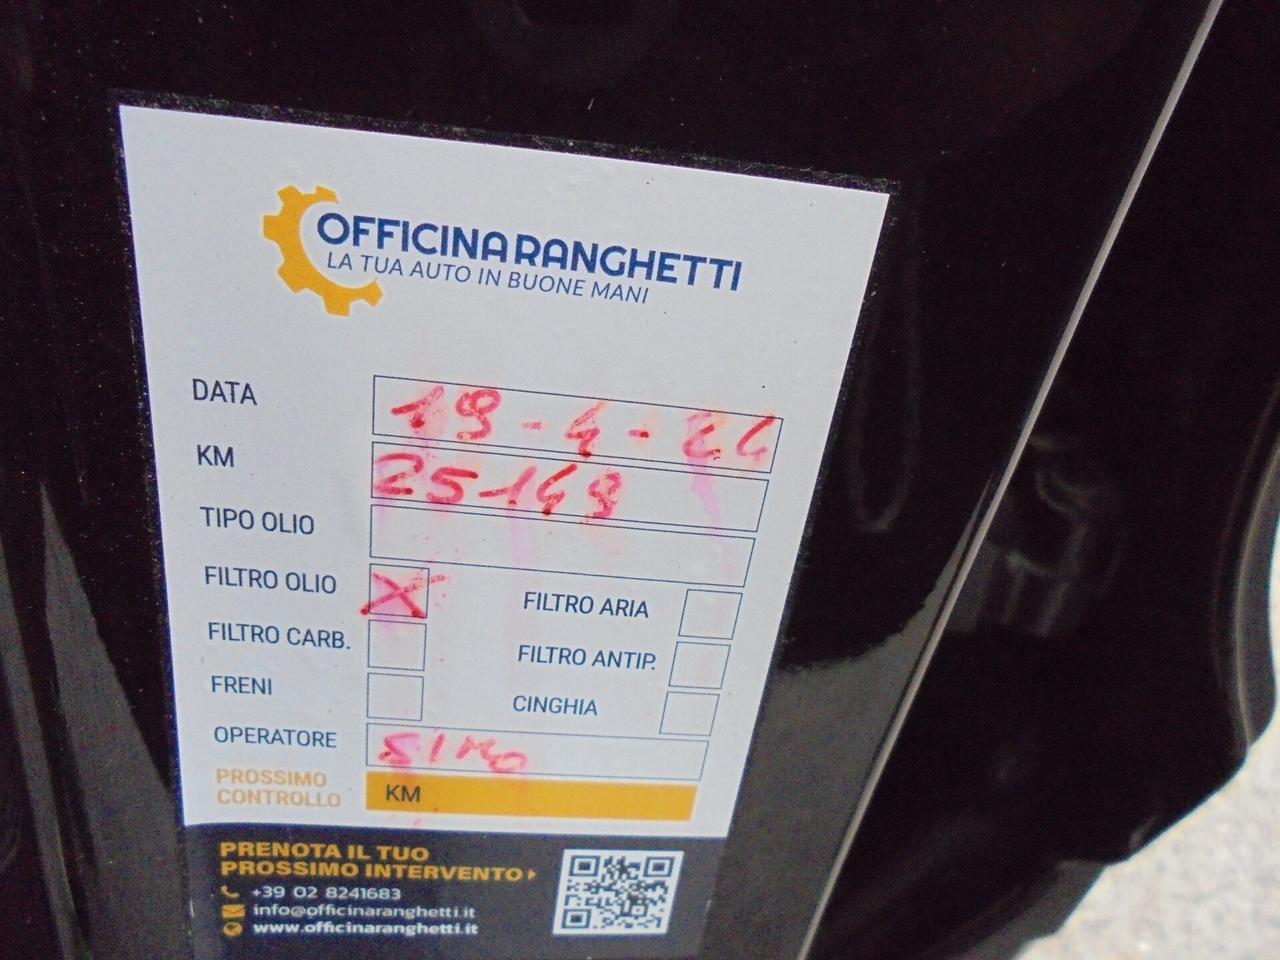 OFFICINA RANGHETTI
LA TUA AUTO IN BUONE MANI
DATA 19-4-24
KM 25-149
TIPO OLIO
FILTRO OLIO X FILTRO ARIA
FILTRO CARB. FILTRO ANTIP.
FRENI CINGHIA
OPERATORE SIMO
PROSSIMO
CONTROLLO KM
PRENOTA IL TUO
PROSSIMO INTERVENTO
+39 02 8241683
info@officinaranghetti.it
www.officinaranghetti.it